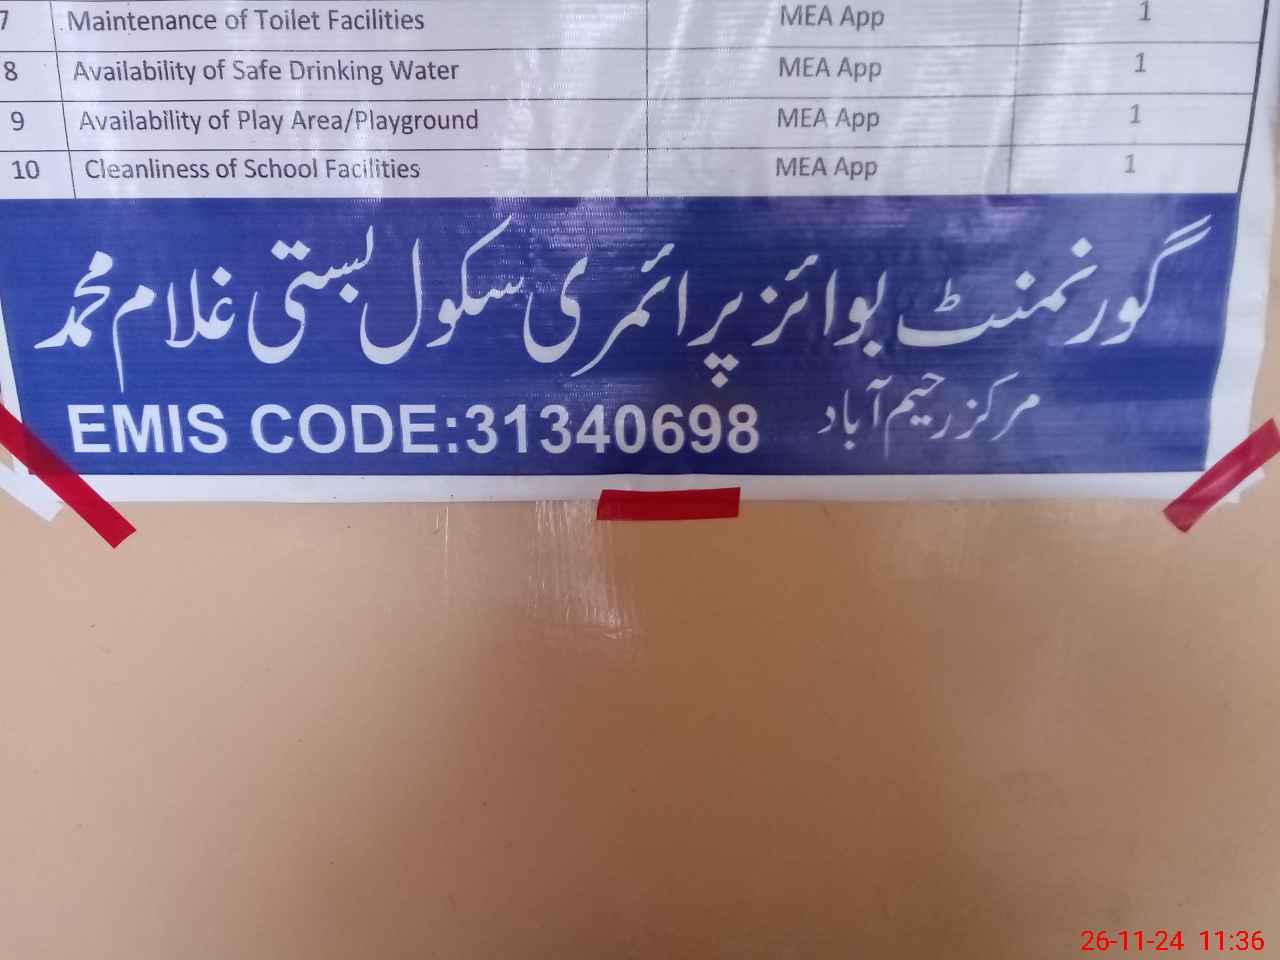 7 Maintenance of Toilet Facilities MEA App 1
8 Availability of Safe Drinking Water MEA App 1
9 Availability of Play Area/Playground MEA App 1
10 Cleanliness of School Facilities MEA App 1
گورنمنٹ بوائز پرائمری سکول بستی غلام محمد
مرکز رحیم آباد
EMIS CODE:31340698
26-11-24 11:36